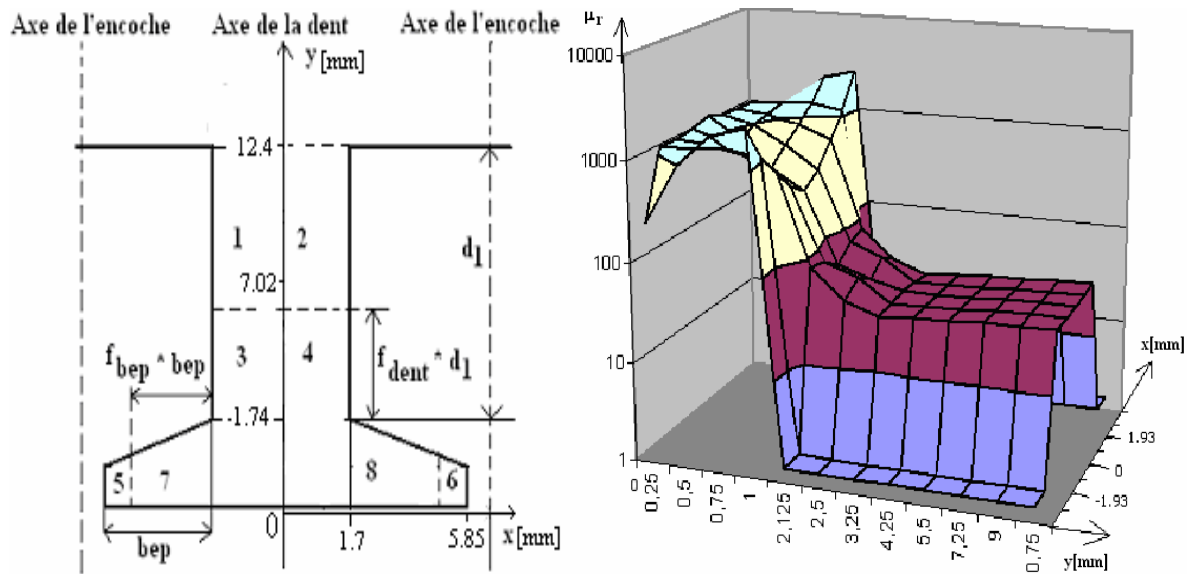 Axe de l'encoche Axe de la dent Axe de l'encoche
y [mm]
12.4
1 2
d1
7.02
fbep * bep 3 4 fdent * d1
-1.74
5 7 8 6
0
bep 1.7 5.85 x [mm]
μr
10000
1000
100
10
1
0
0,25
0,5
0,75
1
2,125
2,5
3,25
4,25
5,25
7,25
9
0,75
y[mm]
x[mm]
1.93
0
-1.93